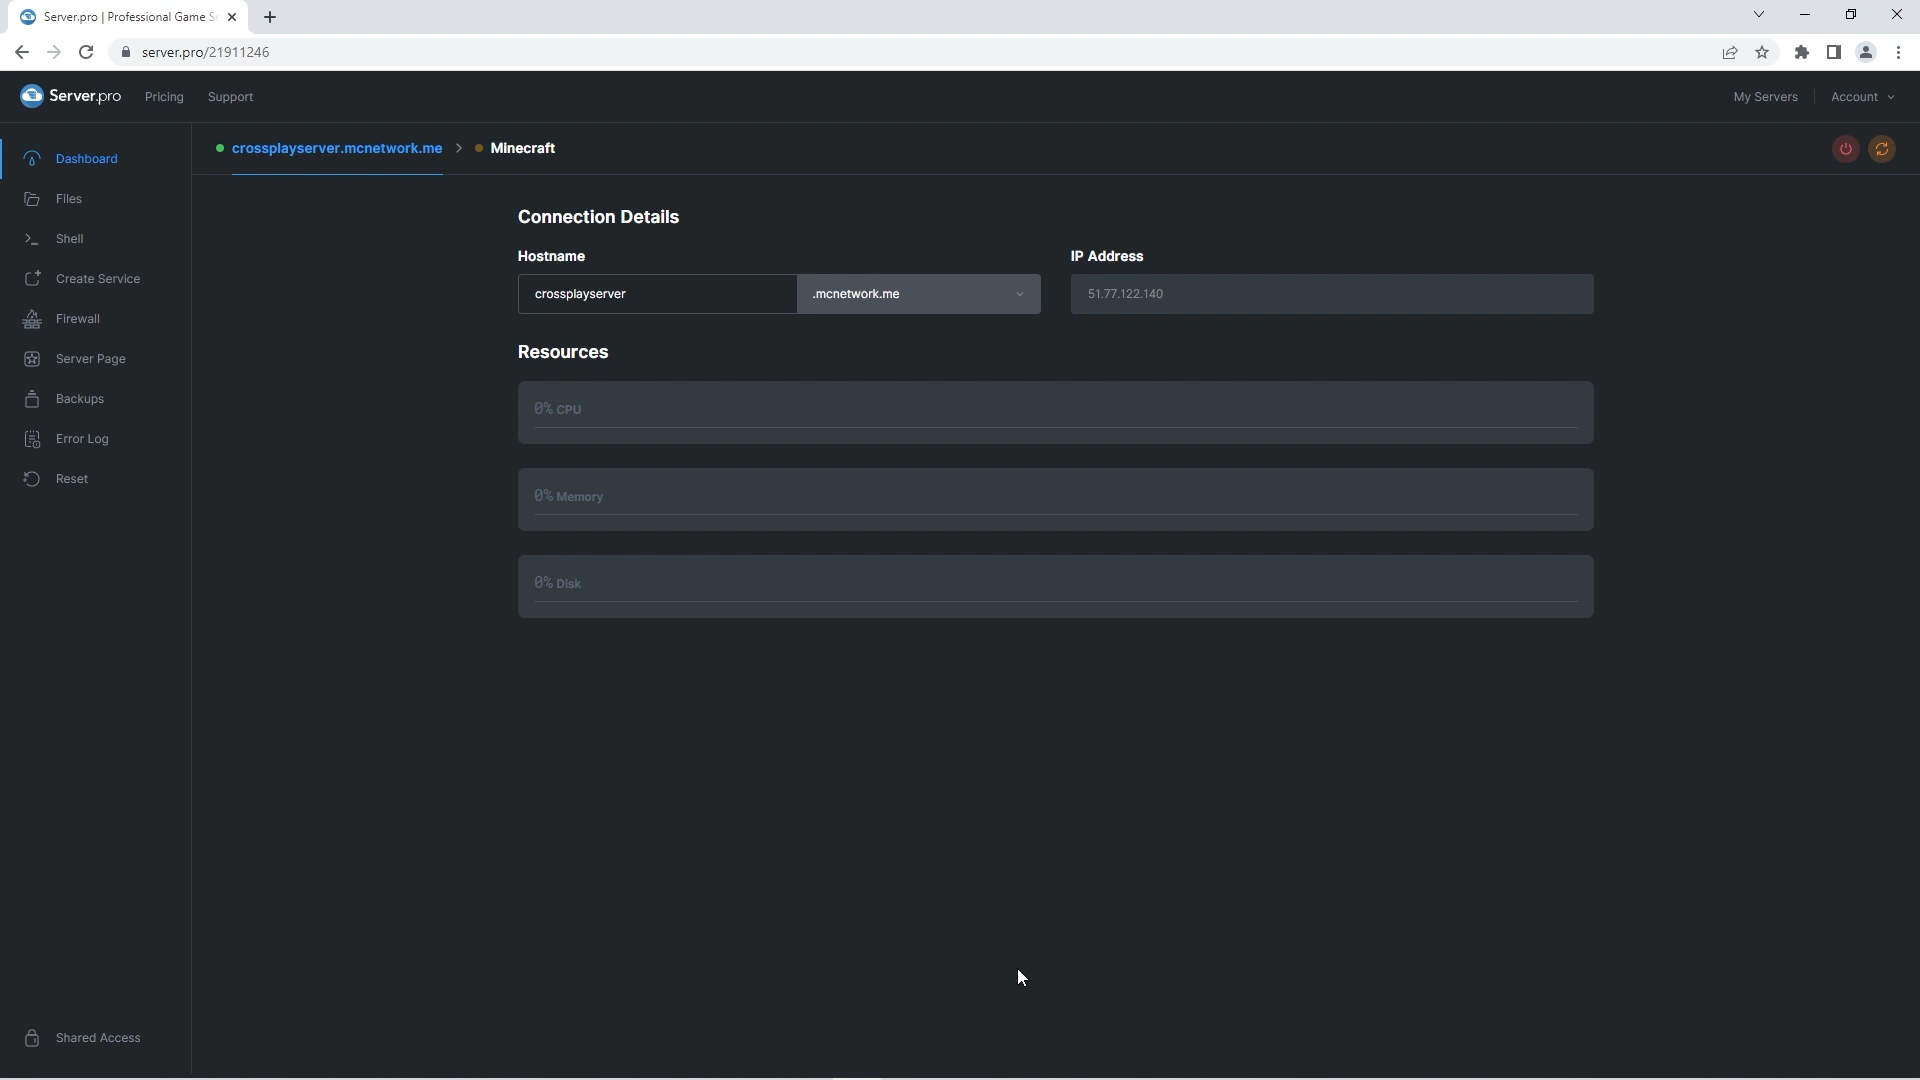 Server.pro | Professional Game S
server.pro/21911246
Server.pro
Pricing
Support
My Servers
Account
Dashboard
Files
Shell
Create Service
Firewall
Server Page
Backups
Error Log
Reset
Shared Access
crossplayserver.mcnetwork.me
Minecraft
Connection Details
Hostname
IP Address
crossplayserver
.mcnetwork.me
51.77.122.140
Resources
0% CPU
0% Memory
0% Disk